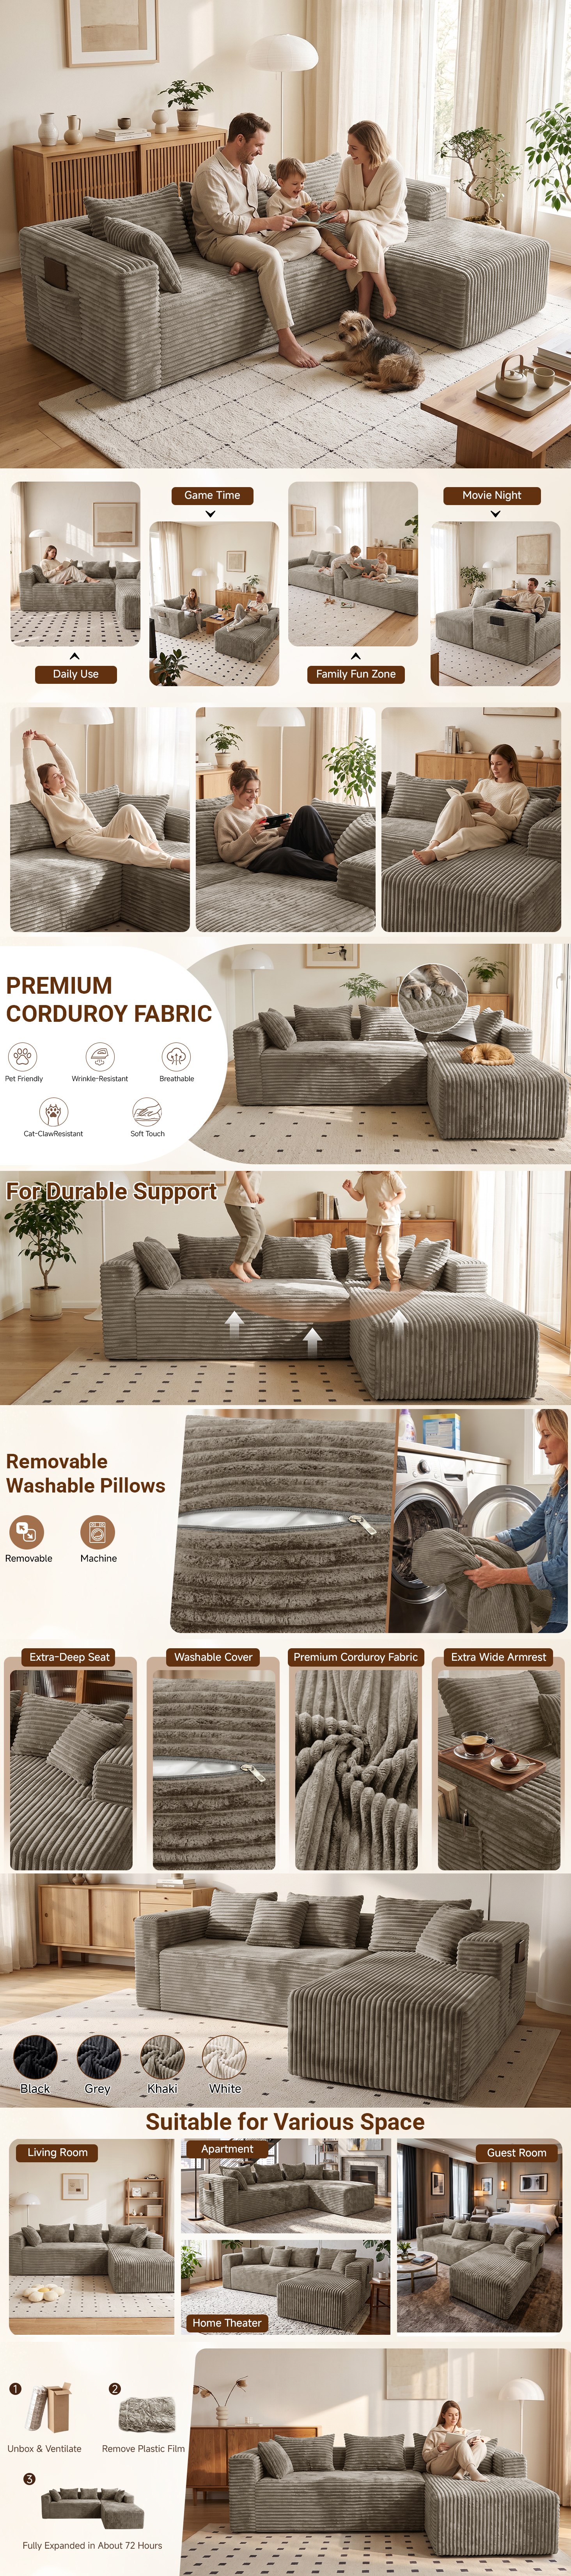 Game Time
Movie Night
Daily Use
Family Fun Zone
PREMIUM
CORDUROY FABRIC
Pet Friendly
Wrinkle-Resistant
Breathable
Cat-ClawResistant
Soft Touch
For Durable Support
Removable
Washable Pillows
Removable
Machine
Extra-Deep Seat
Washable Cover
Premium Corduroy Fabric
Extra Wide Armrest
Black
Grey
Khaki
White
Suitable for Various Space
Living Room
Apartment
Guest Room
Home Theater
1
2
Unbox & Ventilate
Remove Plastic Film
3
Fully Expanded in About 72 Hours